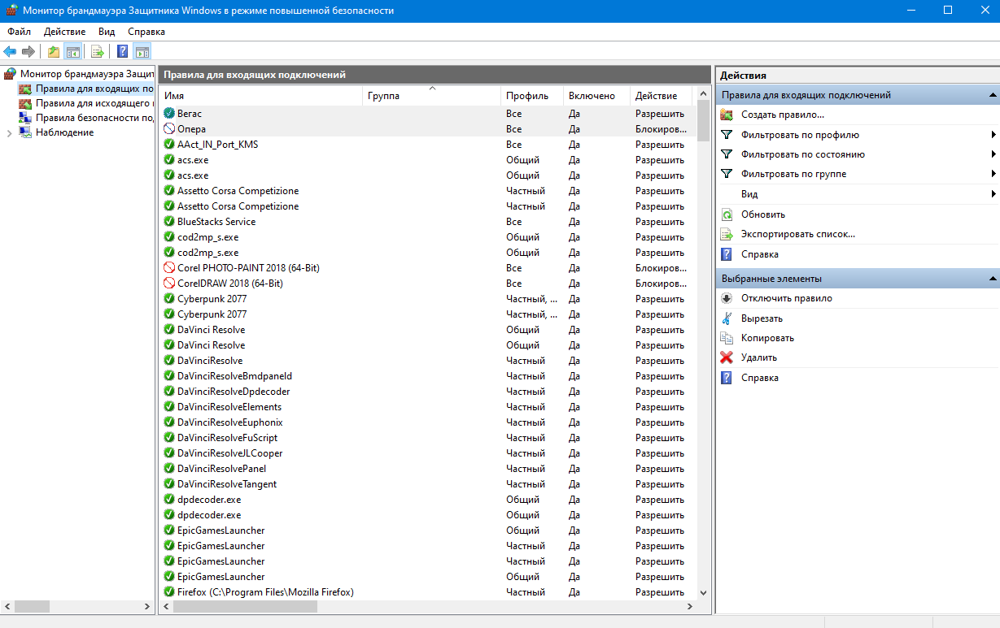 Монитор брандмауэра Защитника Windows в режиме повышенной безопасности
Файл Действие Вид Справка
Монитор брандмауэра Защит
Правила для входящих по
Правила для исходящего
Правила безопасности по
Наблюдение
Правила для входящих подключений
Имя Группа Профиль Включено Действие
Вегас Все Да Разрешить
Опера Все Да Блокиров...
AAct_IN_Port_KMS Все Да Разрешить
acs.exe Общий Да Разрешить
acs.exe Общий Да Разрешить
Assetto Corsa Competizione Частный Да Разрешить
Assetto Corsa Competizione Частный Да Разрешить
BlueStacks Service Все Да Разрешить
cod2mp_s.exe Общий Да Разрешить
cod2mp_s.exe Общий Да Разрешить
Corel PHOTO-PAINT 2018 (64-Bit) Все Да Блокиров...
CorelDRAW 2018 (64-Bit) Все Да Блокиров...
Cyberpunk 2077 Частный, ... Да Разрешить
Cyberpunk 2077 Частный, ... Да Разрешить
DaVinci Resolve Общий Да Разрешить
DaVinci Resolve Общий Да Разрешить
DaVinciResolve Частный Да Разрешить
DaVinciResolveBmdpaneld Частный Да Разрешить
DaVinciResolveDpdecoder Частный Да Разрешить
DaVinciResolveElements Частный Да Разрешить
DaVinciResolveEuphonix Частный Да Разрешить
DaVinciResolveFuScript Частный Да Разрешить
DaVinciResolveJLCooper Частный Да Разрешить
DaVinciResolvePanel Частный Да Разрешить
DaVinciResolveTangent Частный Да Разрешить
dpdecoder.exe Общий Да Разрешить
dpdecoder.exe Общий Да Разрешить
EpicGamesLauncher Общий Да Разрешить
EpicGamesLauncher Частный Да Разрешить
EpicGamesLauncher Частный Да Разрешить
EpicGamesLauncher Общий Да Разрешить
Firefox (C:\Program Files\Mozilla Firefox) Частный Да Разрешить
Действия
Правила для входящих подключений
Создать правило...
Фильтровать по профилю
Фильтровать по состоянию
Фильтровать по группе
Вид
Обновить
Экспортировать список...
Справка
Выбранные элементы
Отключить правило
Вырезать
Копировать
Удалить
Справка